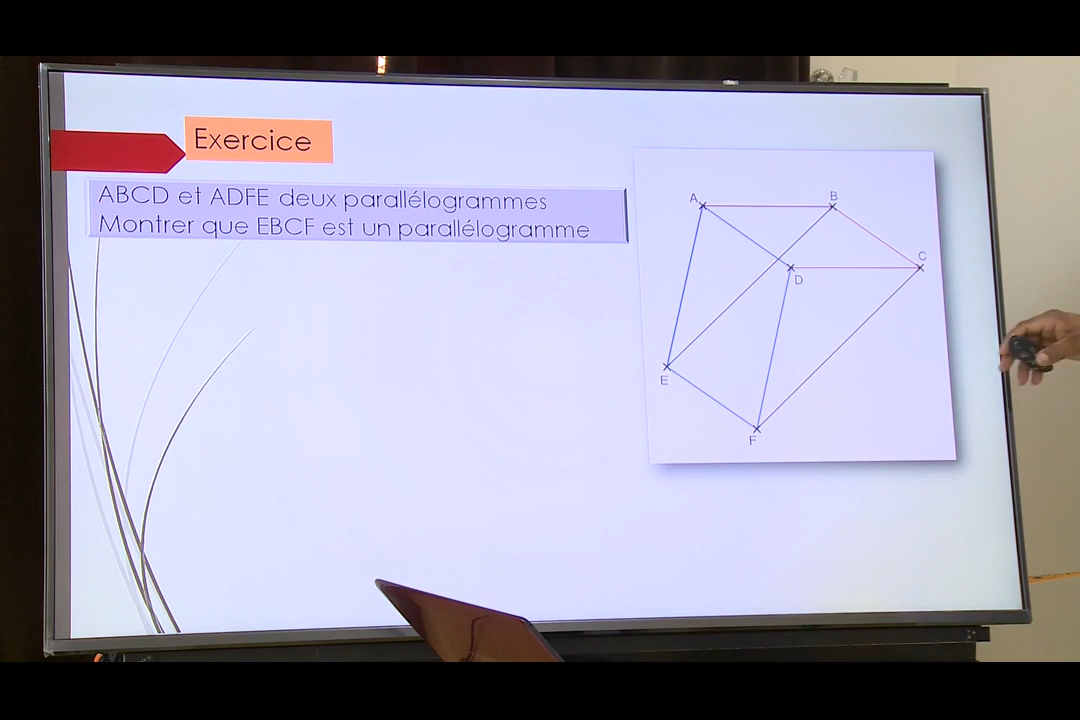 Exercice
ABCD et ADFE deux parallélogrammes
Montrer que EBCF est un parallélogramme
A
B
C
D
E
F